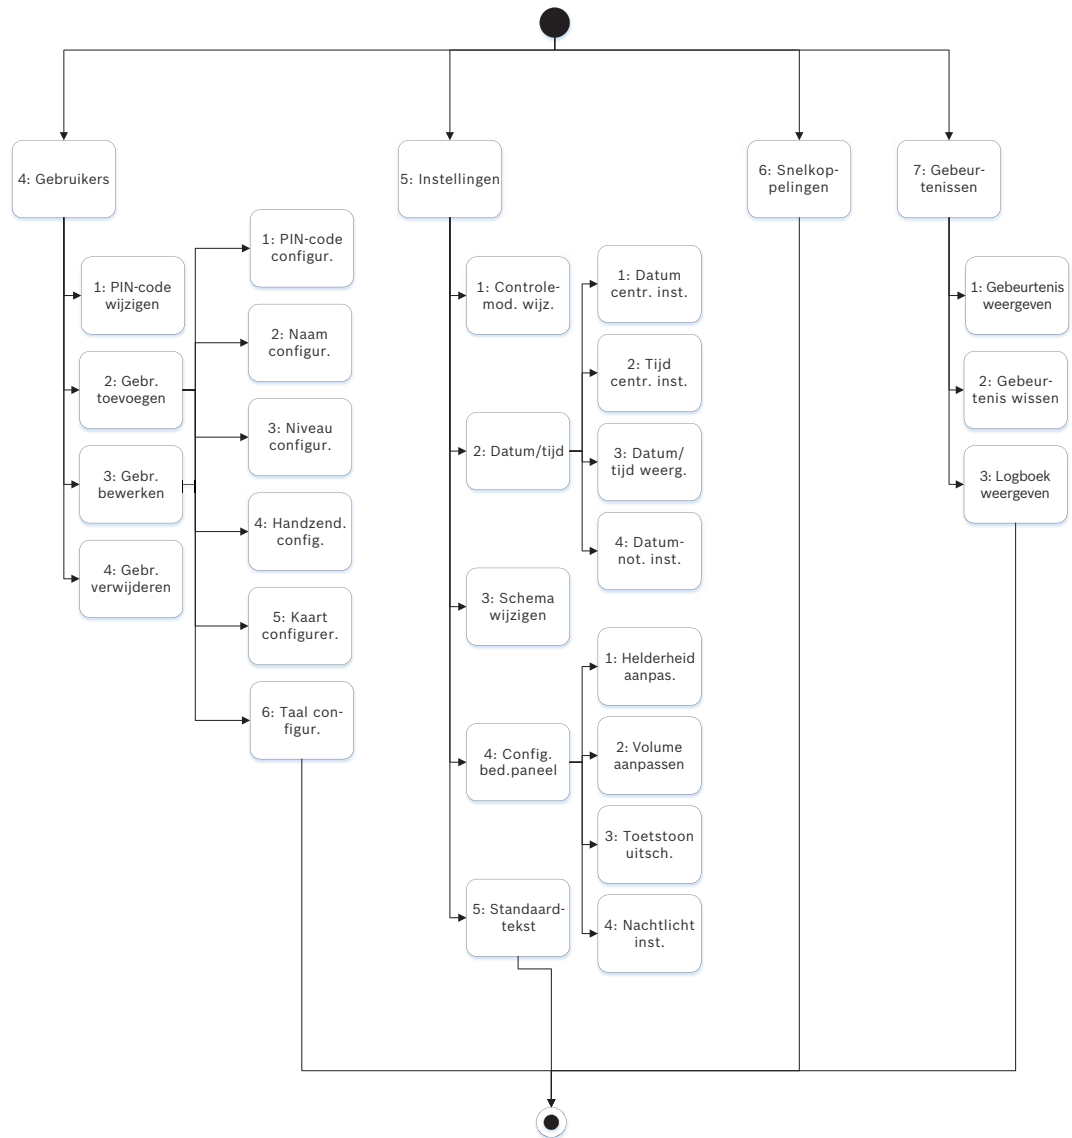 4: Gebruikers
5: Instellingen
6: Snelkop-
pelingen
7: Gebeur-
tenissen
1: PIN-code
wijzigen
2: Gebr.
toevoegen
3: Gebr.
bewerken
4: Gebr.
verwijderen
1: PIN-code
configur.
2: Naam
configur.
3: Niveau
configur.
4: Handzend.
config.
5: Kaart
configurer.
6: Taal con-
figur.
1: Controle-
mod. wijz.
2: Datum/tijd
3: Schema
wijzigen
4: Config.
bed.paneel
5: Standaard-
tekst
1: Datum
centr. inst.
2: Tijd
centr. inst.
3: Datum/
tijd weerg.
4: Datum-
not. inst.
1: Helderheid
aanpas.
2: Volume
aanpassen
3: Toetstoon
uitsch.
4: Nachtlicht
inst.
1: Gebeurtenis
weergeven
2: Gebeur-
tenis wissen
3: Logboek
weergeven